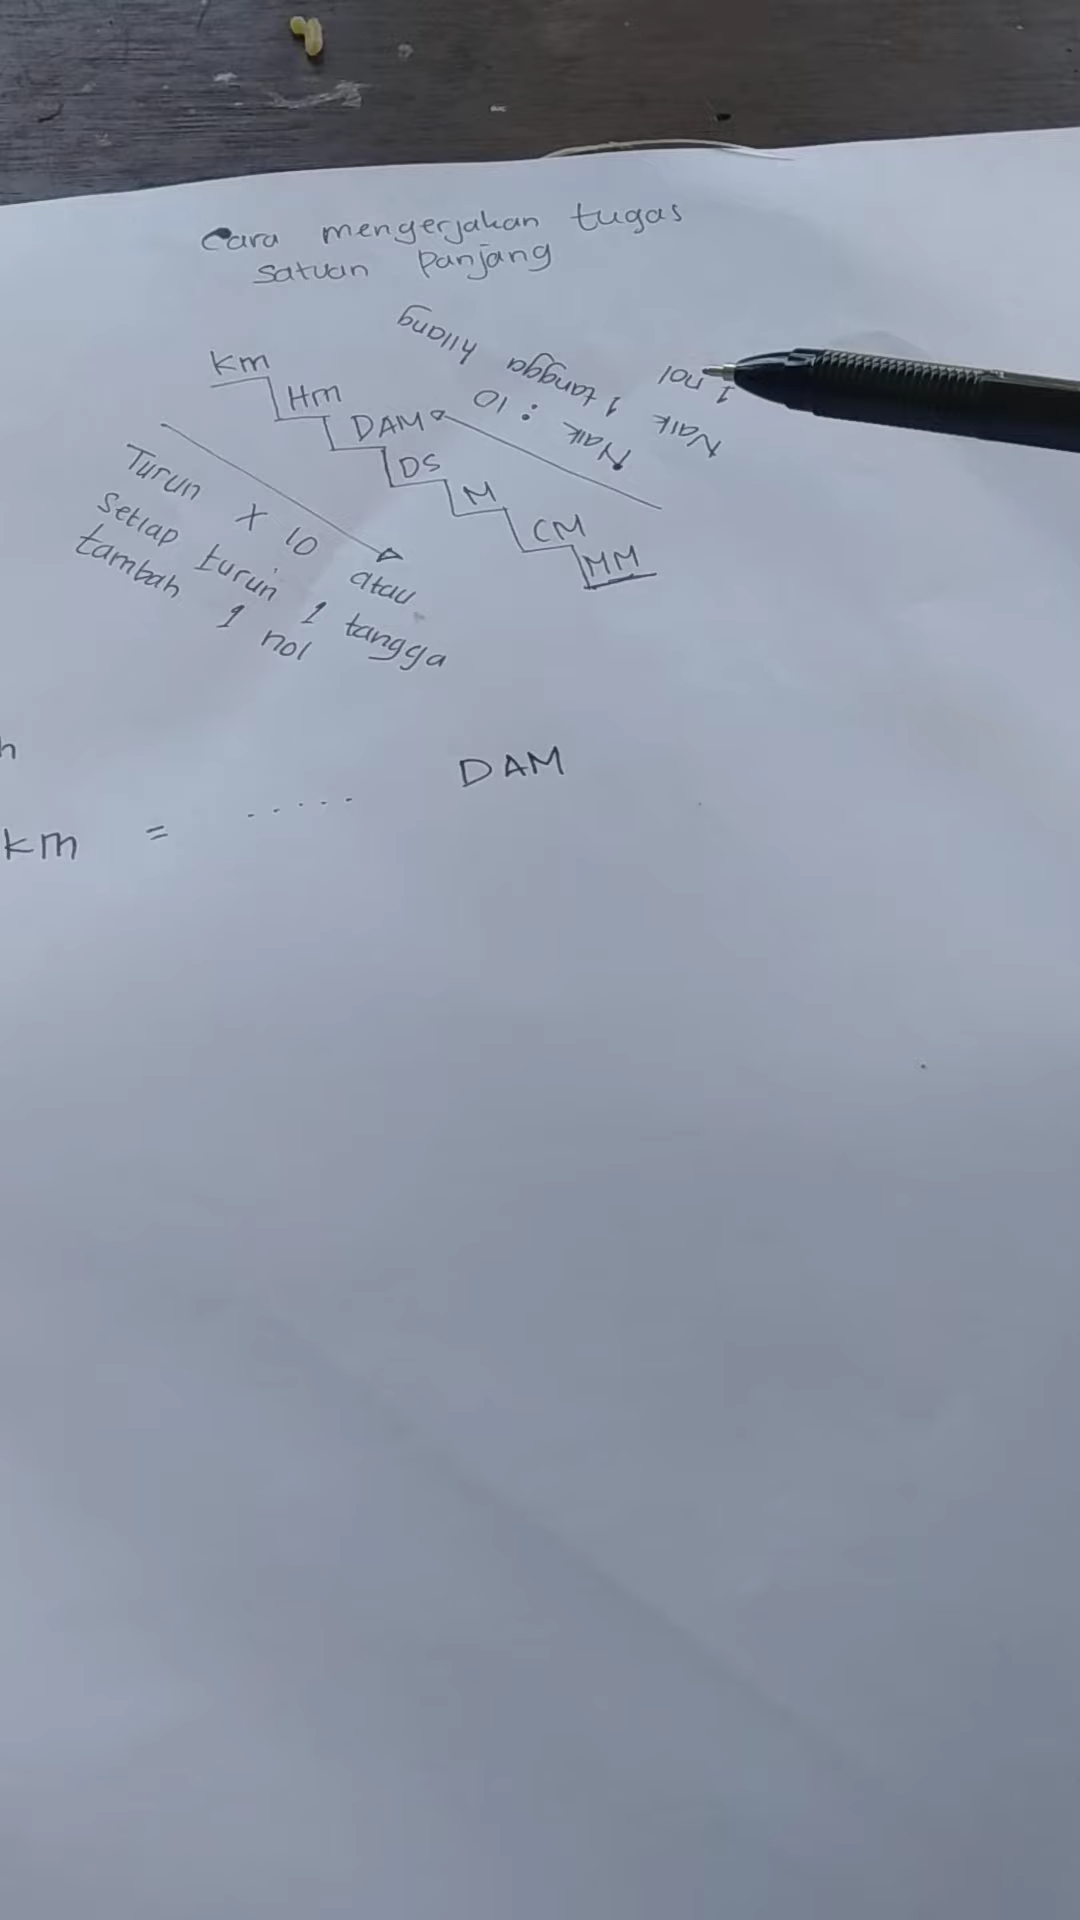 Cara mengerjakan tugas
satuan panjang
km
Hm
DAM
DS
M
CM
MM
Naik : 10
Naik 1 tangga hilang
1 nol
Turun x 10 atau
setiap turun 1 tangga
tambah 1 nol
h
km = ..... DAM